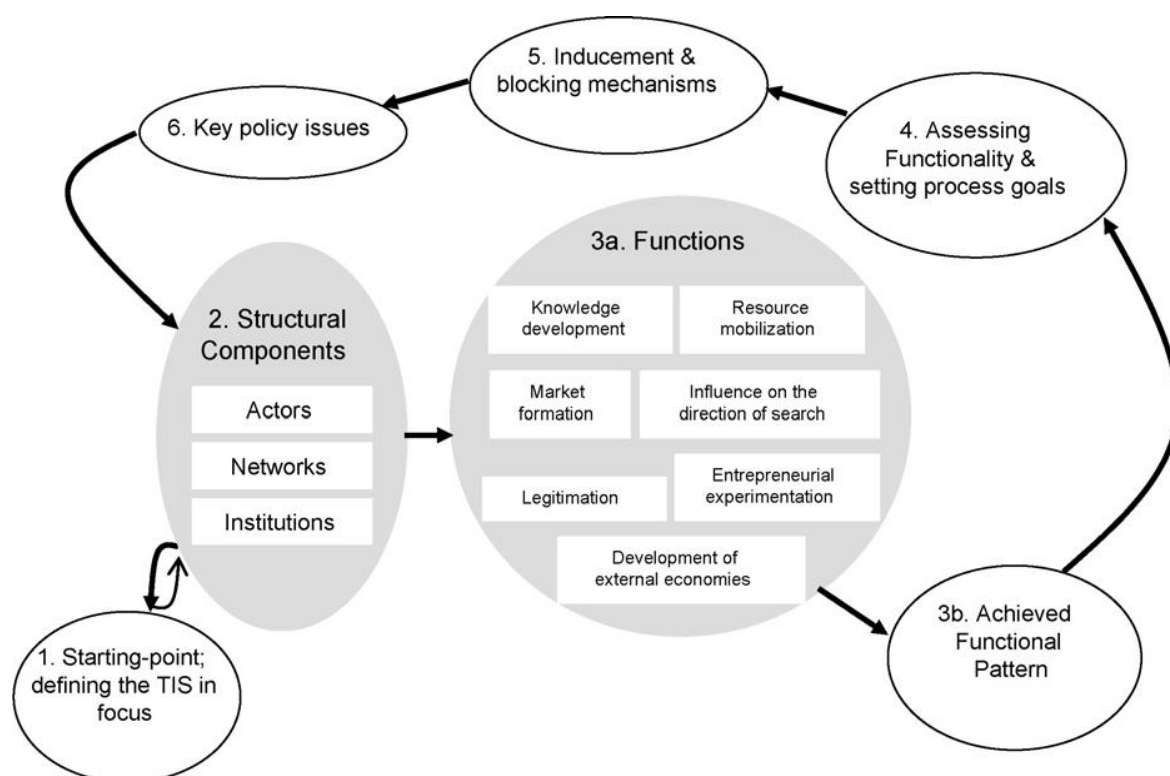 1. Starting-point;
defining the TIS in
focus
2. Structural
Components
Actors
Networks
Institutions
3a. Functions
Knowledge
development
Resource
mobilization
Market
formation
Influence on the
direction of search
Legitimation
Entrepreneurial
experimentation
Development of
external economies
3b. Achieved
Functional
Pattern
4. Assessing
Functionality &
setting process goals
5. Inducement &
blocking mechanisms
6. Key policy issues